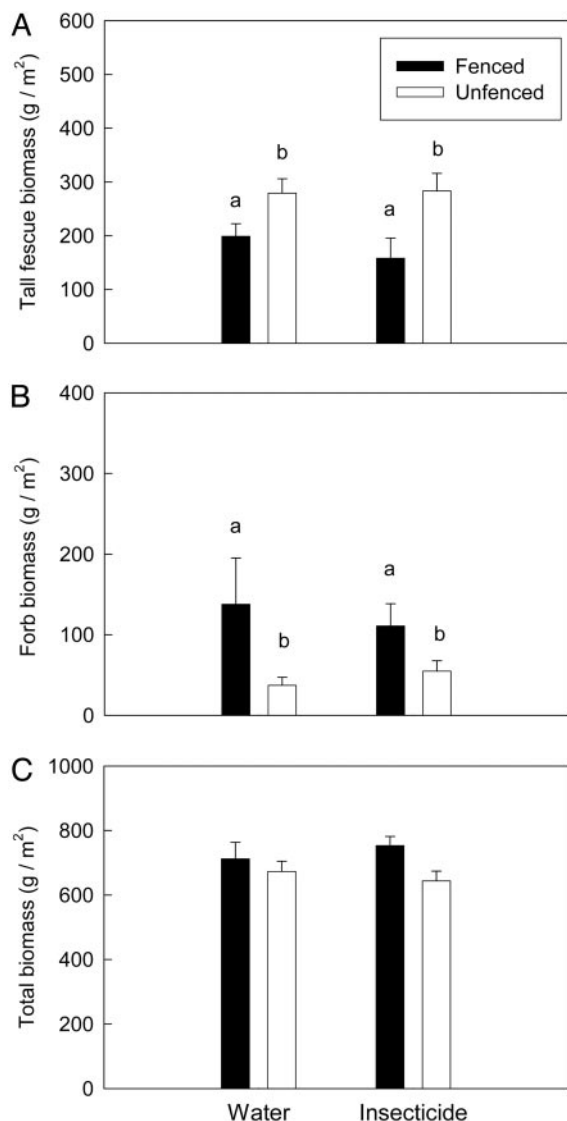 A
600
500
400
300
200
100
0
Tall fescue biomass (g / m²)
Fenced
Unfenced
a
b
a
b
B
400
300
200
100
0
Forb biomass (g / m²)
a
b
a
b
C
1000
800
600
400
200
0
Total biomass (g / m²)
Water Insecticide